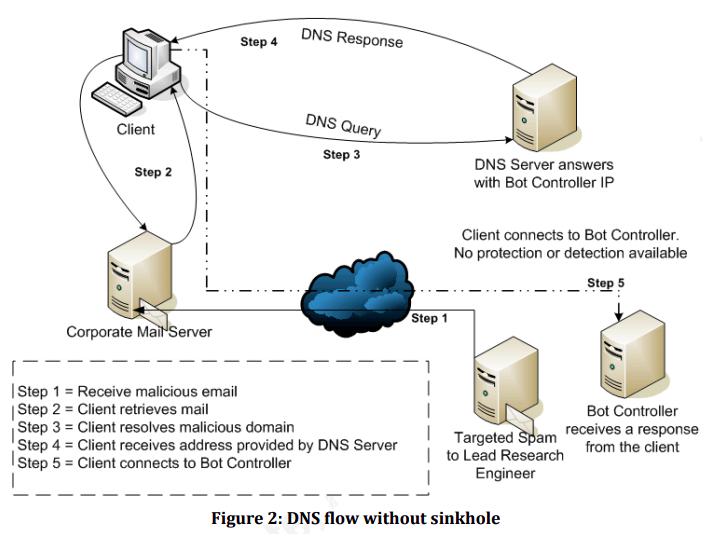 Step 4
DNS Response
Client
DNS Query
Step 3
Step 2
DNS Server answers
with Bot Controller IP
Client connects to Bot Controller.
No protection or detection available
Step 5
Corporate Mail Server
Step 1
Step 1 = Receive malicious email
Step 2 = Client retrieves mail
Step 3 = Client resolves malicious domain
Step 4 = Client receives address provided by DNS Server
Step 5 = Client connects to Bot Controller
Targeted Spam
to Lead Research
Engineer
Bot Controller
receives a response
from the client
Figure 2: DNS flow without sinkhole